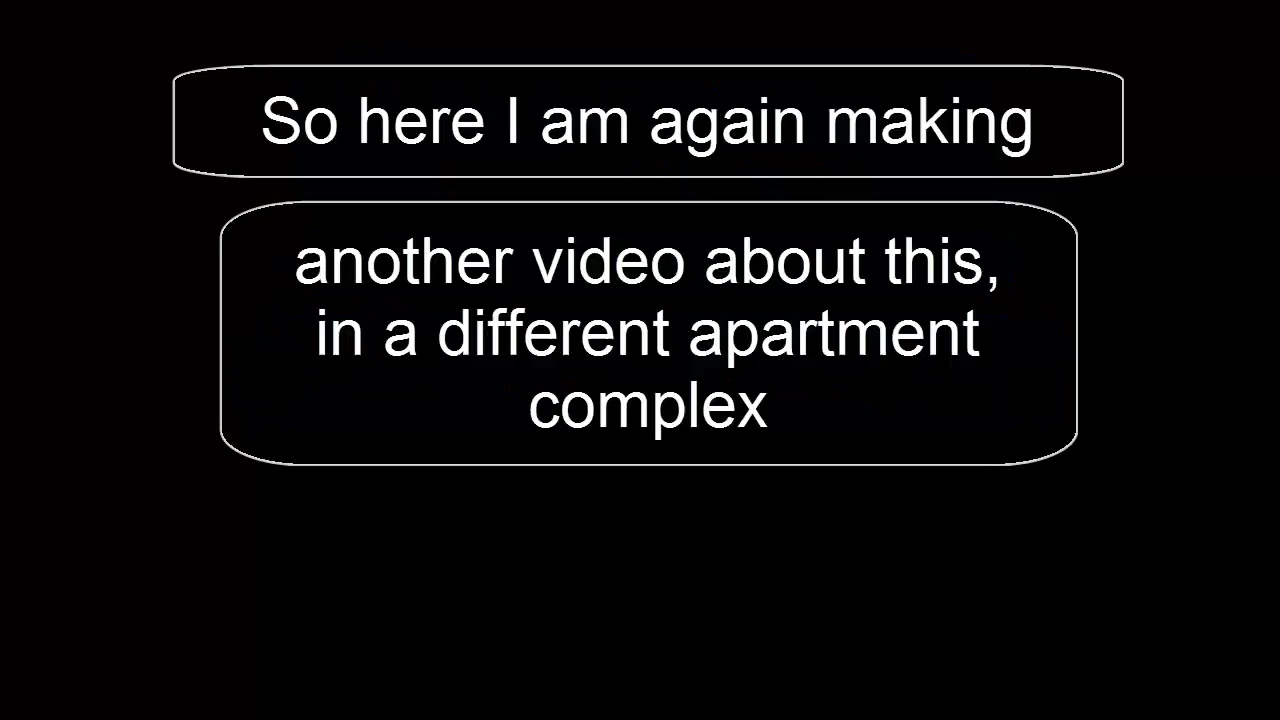 So here I am again making
another video about this,
in a different apartment
complex